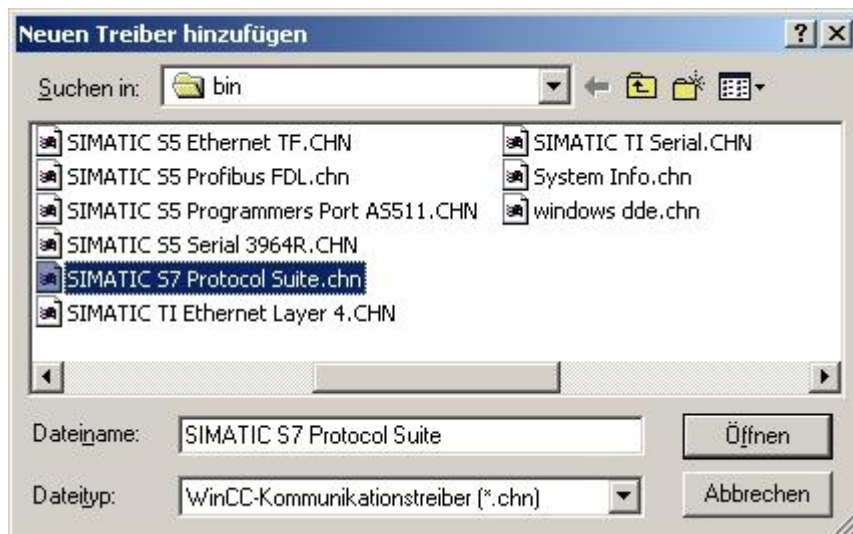 Neuen Treiber hinzufügen
Suchen in: bin
SIMATIC S5 Ethernet TF.CHN
SIMATIC S5 Profibus FDL.chn
SIMATIC S5 Programmers Port AS511.CHN
SIMATIC S5 Serial 3964R.CHN
SIMATIC S7 Protocol Suite.chn
SIMATIC TI Ethernet Layer 4.CHN
SIMATIC TI Serial.CHN
System Info.chn
windows dde.chn
Dateiname: SIMATIC S7 Protocol Suite Öffnen
Dateityp: WinCC-Kommunikationstreiber (*.chn) Abbrechen